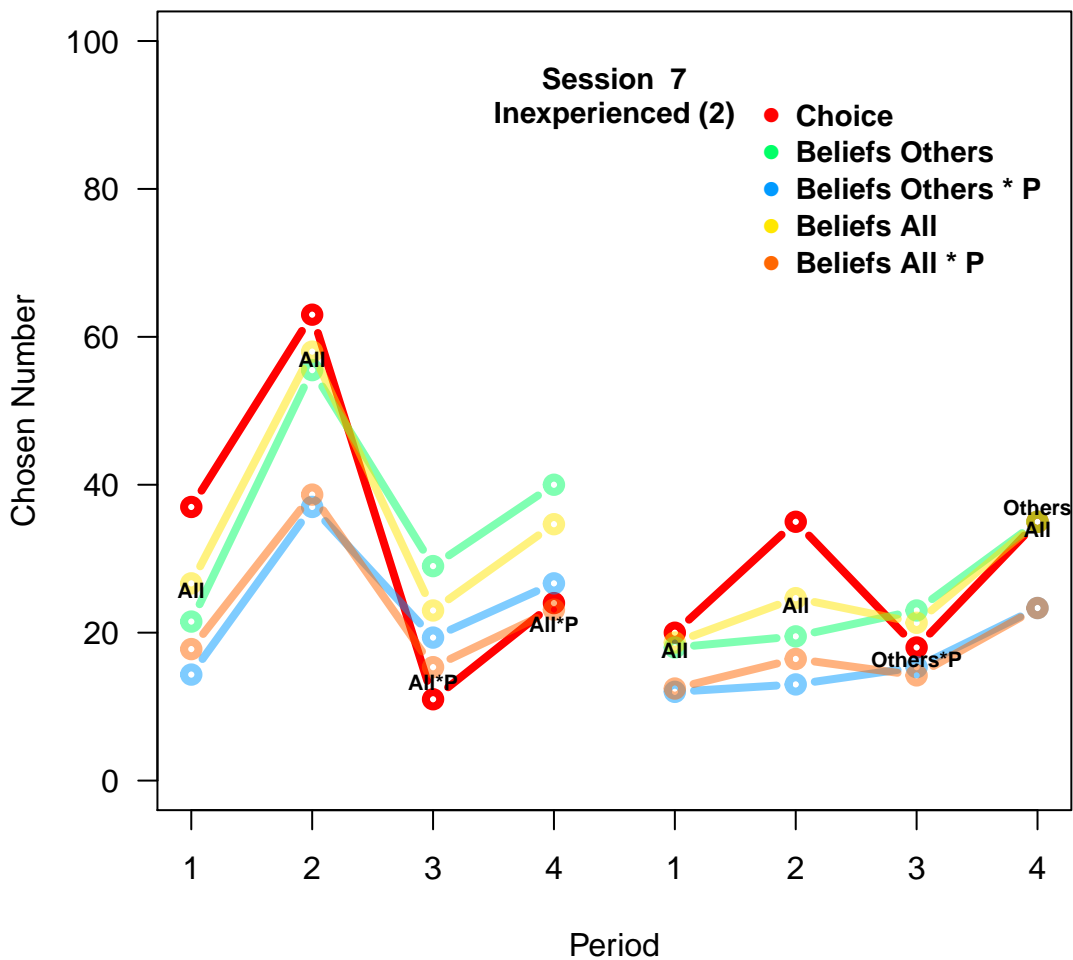 100
80
60
40
20
0
Chosen Number
Session 7
Inexperienced (2)
Choice
Beliefs Others
Beliefs Others * P
Beliefs All
Beliefs All * P
All
All
All*P
All*P
All
All
Others*P
Others
All
1 2 3 4 1 2 3 4
Period